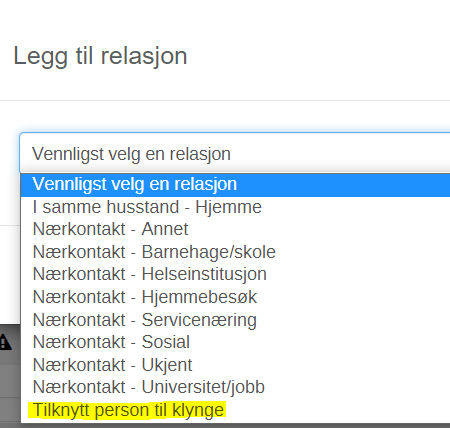 Legg til relasjon
Vennligst velg en relasjon
Vennligst velg en relasjon
I samme husstand - Hjemme
Nærkontakt - Annet
Nærkontakt - Barnehage/skole
Nærkontakt - Helseinstitusjon
Nærkontakt - Hjemmebesøk
Nærkontakt - Servicenæring
Nærkontakt - Sosial
Nærkontakt - Ukjent
Nærkontakt - Universitet/jobb
Tilknytt person til klynge